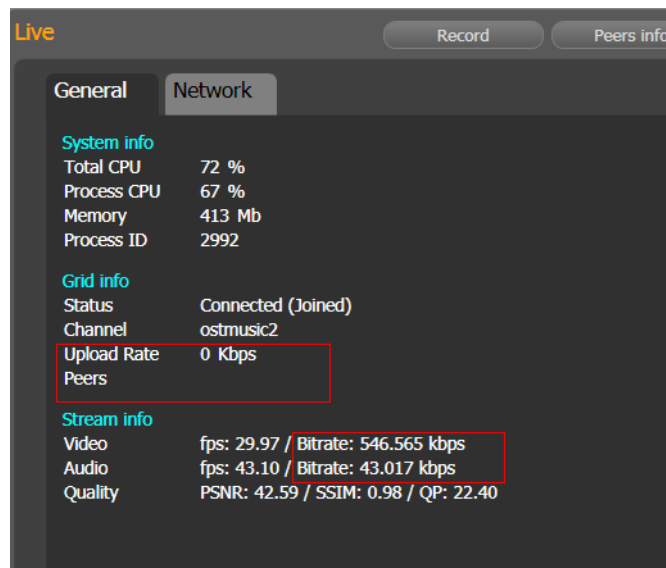 Live
Record
Peers info
General
Network
System info
Total CPU 72 %
Process CPU 67 %
Memory 413 Mb
Process ID 2992
Grid info
Status Connected (Joined)
Channel ostmusic2
Upload Rate 0 Kbps
Peers
Stream info
Video fps: 29.97 / Bitrate: 546.565 kbps
Audio fps: 43.10 / Bitrate: 43.017 kbps
Quality PSNR: 42.59 / SSIM: 0.98 / QP: 22.40